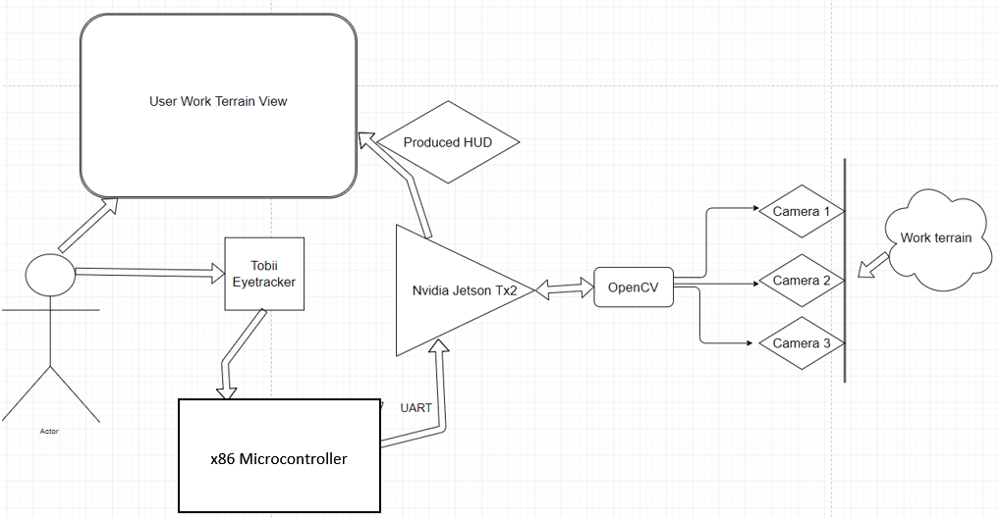 User Work Terrain View
Produced HUD
Camera 1
Work terrain
Tobii
Eyetracker
Nvidia Jetson Tx2
OpenCV
Camera 2
Camera 3
UART
Actor
x86 Microcontroller